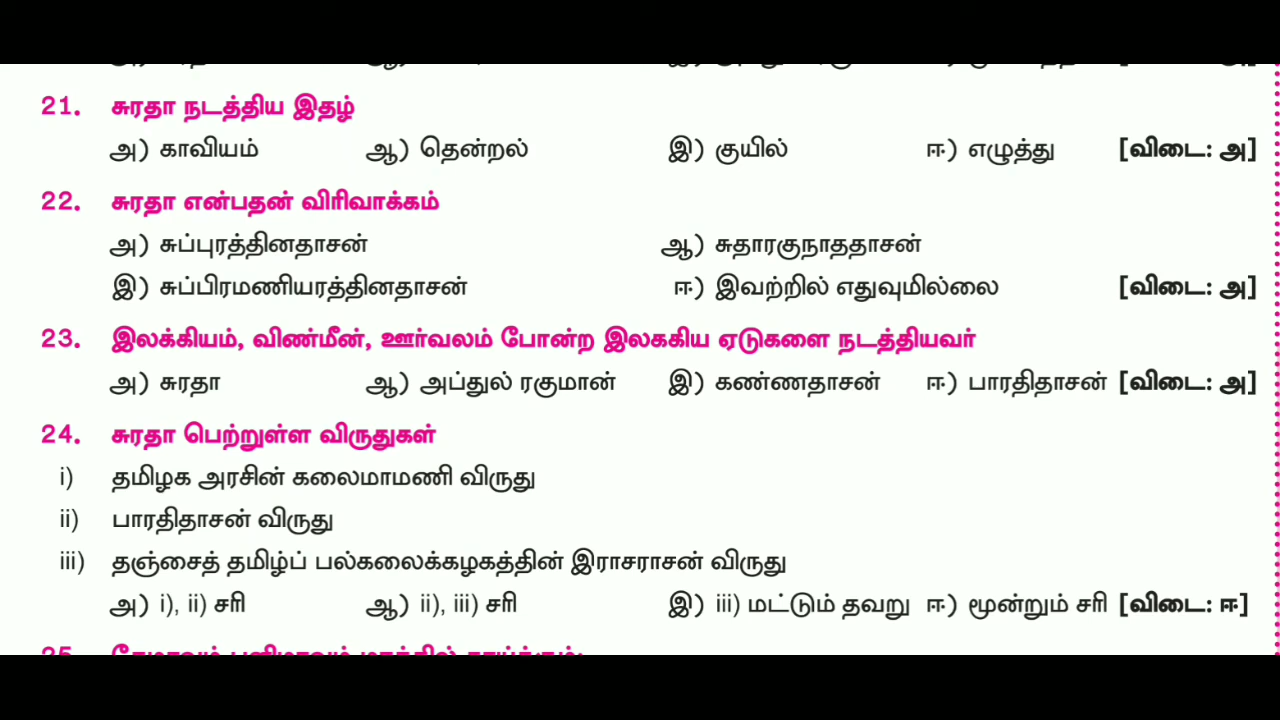 21. சுரதா நடத்திய இதழ்
அ) காவியம் ஆ) தென்றல் இ) குயில் ஈ) எழுத்து [விடை: அ]
22. சுரதா என்பதன் விரிவாக்கம்
அ) சுப்புரத்தினதாசன் ஆ) சுதாரகுநாததாசன்
இ) சுப்பிரமணியரத்தினதாசன் ஈ) இவற்றில் எதுவுமில்லை [விடை: அ]
23. இலக்கியம், விண்மீன், ஊர்வலம் போன்ற இலககிய ஏடுகளை நடத்தியவர்
அ) சுரதா ஆ) அப்துல் ரகுமான் இ) கண்ணதாசன் ஈ) பாரதிதாசன் [விடை: அ]
24. சுரதா பெற்றுள்ள விருதுகள்
i) தமிழக அரசின் கலைமாமணி விருது
ii) பாரதிதாசன் விருது
iii) தஞ்சைத் தமிழ்ப் பல்கலைக்கழகத்தின் இராசராசன் விருது
அ) i), ii) சரி ஆ) ii), iii) சரி இ) iii) மட்டும் தவறு ஈ) மூன்றும் சரி [விடை: ஈ]